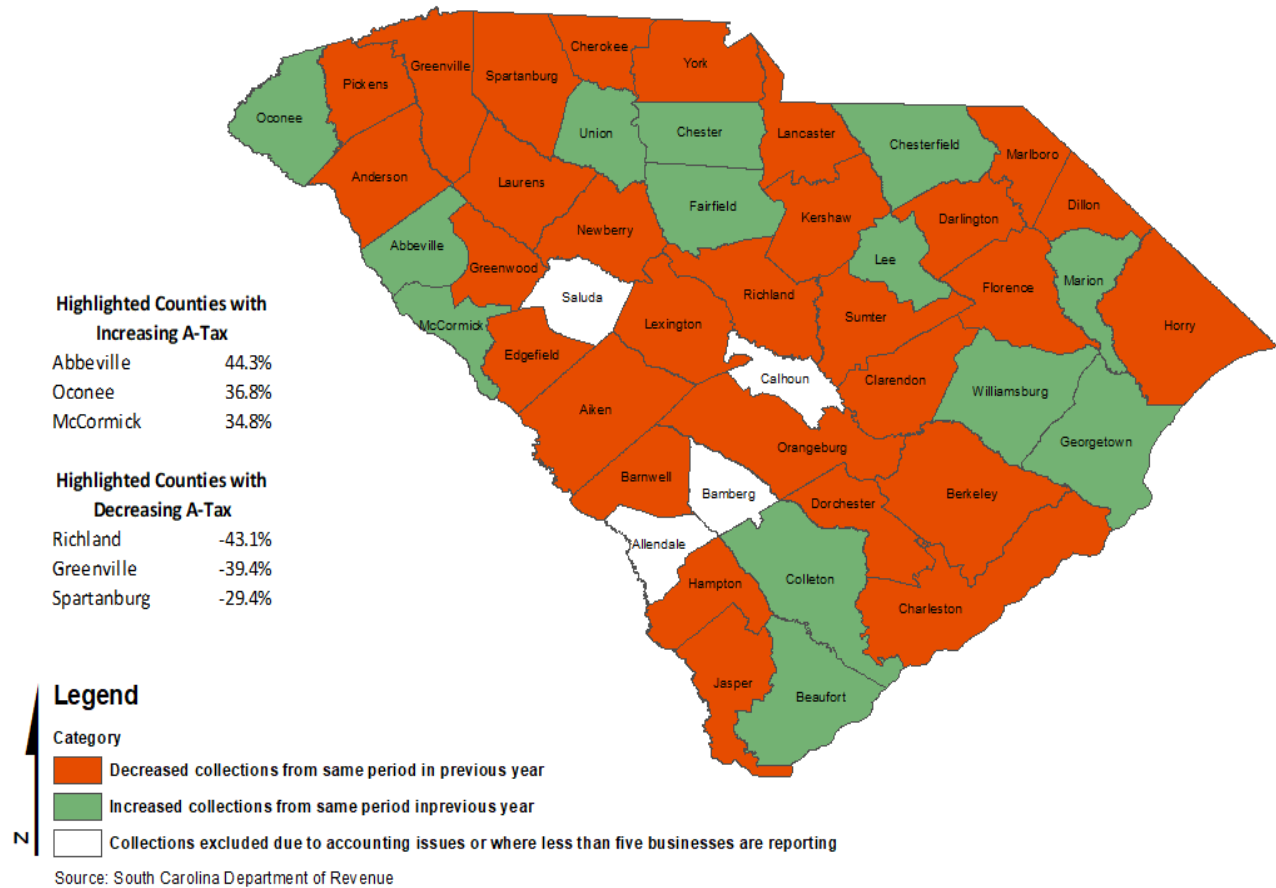 Cherokee
York
Greenville
Spartanburg
Pickens
Oconee
Union
Chester
Lancaster
Chesterfield
Marlboro
Anderson
Laurens
Fairfield
Kershaw
Darlington
Dillon
Newberry
Abbeville
Greenwood
Lee
Marion
Saluda
Richland
Florence
McCormick
Lexington
Sumter
Horry
Edgefield
Calhoun
Clarendon
Williamsburg
Aiken
Orangeburg
Georgetown
Barnwell
Bamberg
Berkeley
Dorchester
Allendale
Hampton
Colleton
Charleston
Jasper
Beaufort
Highlighted Counties with
Increasing A-Tax
Abbeville 44.3%
Oconee 36.8%
McCormick 34.8%
Highlighted Counties with
Decreasing A-Tax
Richland -43.1%
Greenville -39.4%
Spartanburg -29.4%
Legend
Category
Decreased collections from same period in previous year
Increased collections from same period inprevious year
Collections excluded due to accounting issues or where less than five businesses are reporting
N
Source: South Carolina Department of Revenue